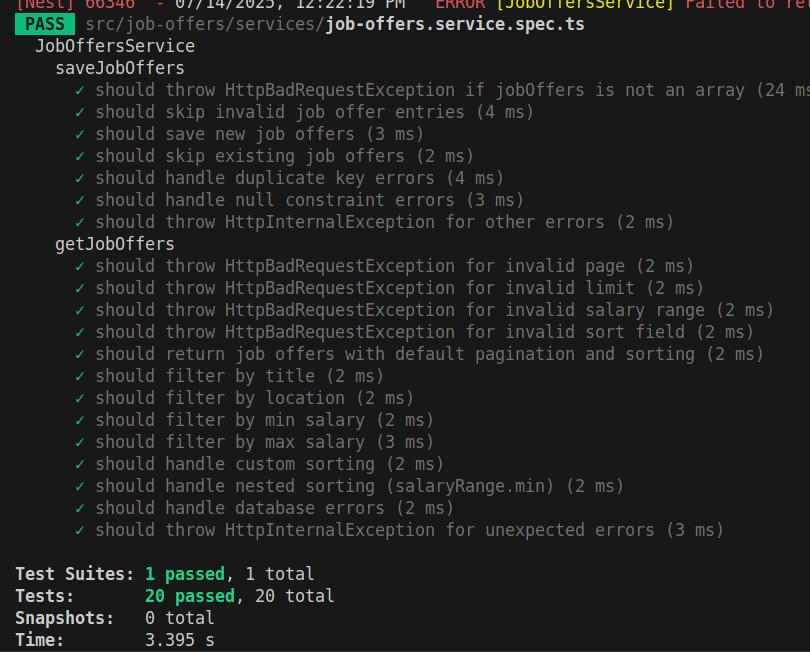 [Nest] 66346  - 07/14/2025, 12:22:19 PM   ERROR [JobOffersService] Failed to
PASS src/job-offers/services/job-offers.service.spec.ts
JobOffersService
saveJobOffers
✓ should throw HttpBadRequestException if jobOffers is not an array (24 ms
✓ should skip invalid job offer entries (4 ms)
✓ should save new job offers (3 ms)
✓ should skip existing job offers (2 ms)
✓ should handle duplicate key errors (4 ms)
✓ should handle null constraint errors (3 ms)
✓ should throw HttpInternalException for other errors (2 ms)
getJobOffers
✓ should throw HttpBadRequestException for invalid page (2 ms)
✓ should throw HttpBadRequestException for invalid limit (2 ms)
✓ should throw HttpBadRequestException for invalid salary range (2 ms)
✓ should throw HttpBadRequestException for invalid sort field (2 ms)
✓ should return job offers with default pagination and sorting (2 ms)
✓ should filter by title (2 ms)
✓ should filter by location (2 ms)
✓ should filter by min salary (2 ms)
✓ should filter by max salary (3 ms)
✓ should handle custom sorting (2 ms)
✓ should handle nested sorting (salaryRange.min) (2 ms)
✓ should handle database errors (2 ms)
✓ should throw HttpInternalException for unexpected errors (3 ms)
Test Suites: 1 passed, 1 total
Tests:       20 passed, 20 total
Snapshots:   0 total
Time:        3.395 s